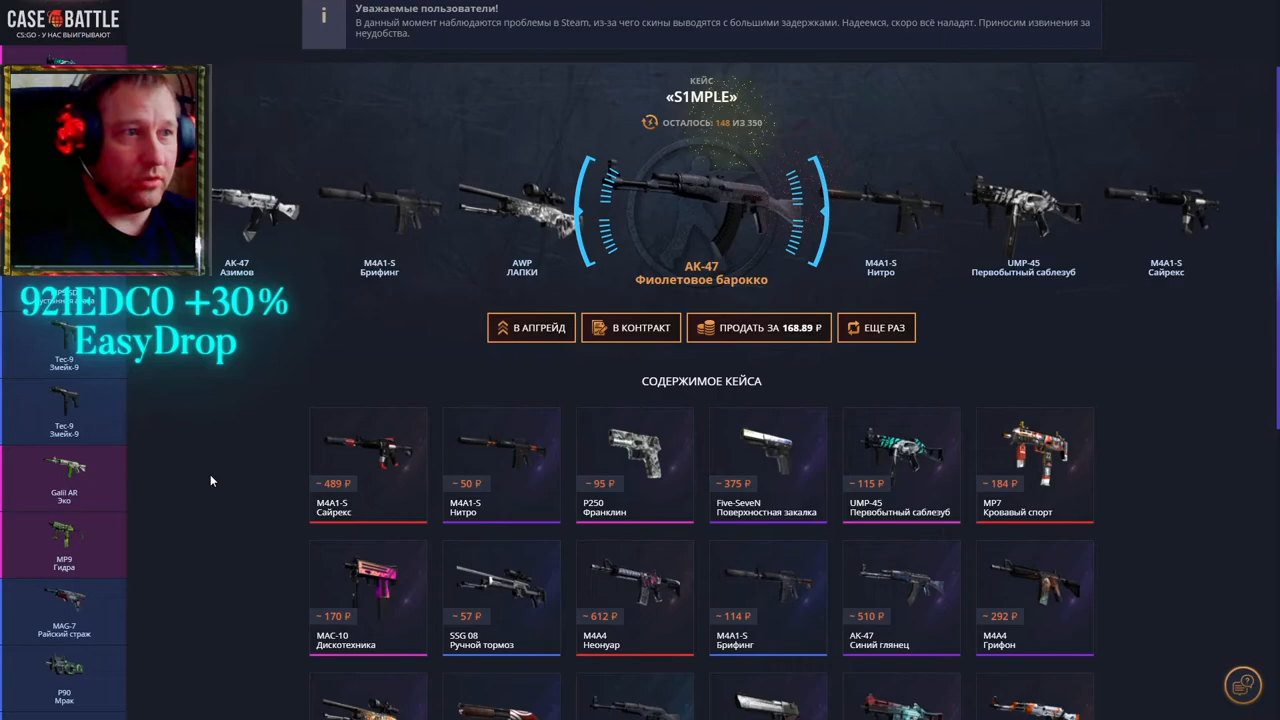 CASE BATTLE
CS:GO - У НАС ВЫИГРЫВАЮТ
Уважаемые пользователи!
В данный момент наблюдаются проблемы в Steam, из-за чего скины выводятся с большими задержками. Надеемся, скоро всё наладят. Приносим извинения за
неудобства.
КЕЙС
«S1MPLE»
ОСТАЛОСЬ: 148 ИЗ 350
АК-47
Азимов
M4A1-S
Брифинг
AWP
ЛАПКИ
АК-47
Фиолетовое барокко
M4A1-S
Нитро
UMP-45
Первобытный саблезуб
M4A1-S
Сайрекс
921EDC0 +30%
EasyDrop
В АПГРЕЙД
В КОНТРАКТ
ПРОДАТЬ ЗА 168.89 ₽
ЕЩЕ РАЗ
Tec-9
Змейк-9
Tec-9
Змейк-9
Galil AR
Эко
MP9
Гидра
MAG-7
Райский страж
P90
Мрак
СОДЕРЖИМОЕ КЕЙСА
~ 489 ₽
M4A1-S
Сайрекс
~ 50 ₽
M4A1-S
Нитро
~ 95 ₽
P250
Франклин
~ 375 ₽
Five-SeveN
Поверхностная закалка
~ 115 ₽
UMP-45
Первобытный саблезуб
~ 184 ₽
MP7
Кровавый спорт
~ 170 ₽
MAC-10
Дискотехника
~ 57 ₽
SSG 08
Ручной тормоз
~ 612 ₽
M4A4
Неонуар
~ 114 ₽
M4A1-S
Брифинг
~ 510 ₽
АК-47
Синий глянец
~ 292 ₽
M4A4
Грифон